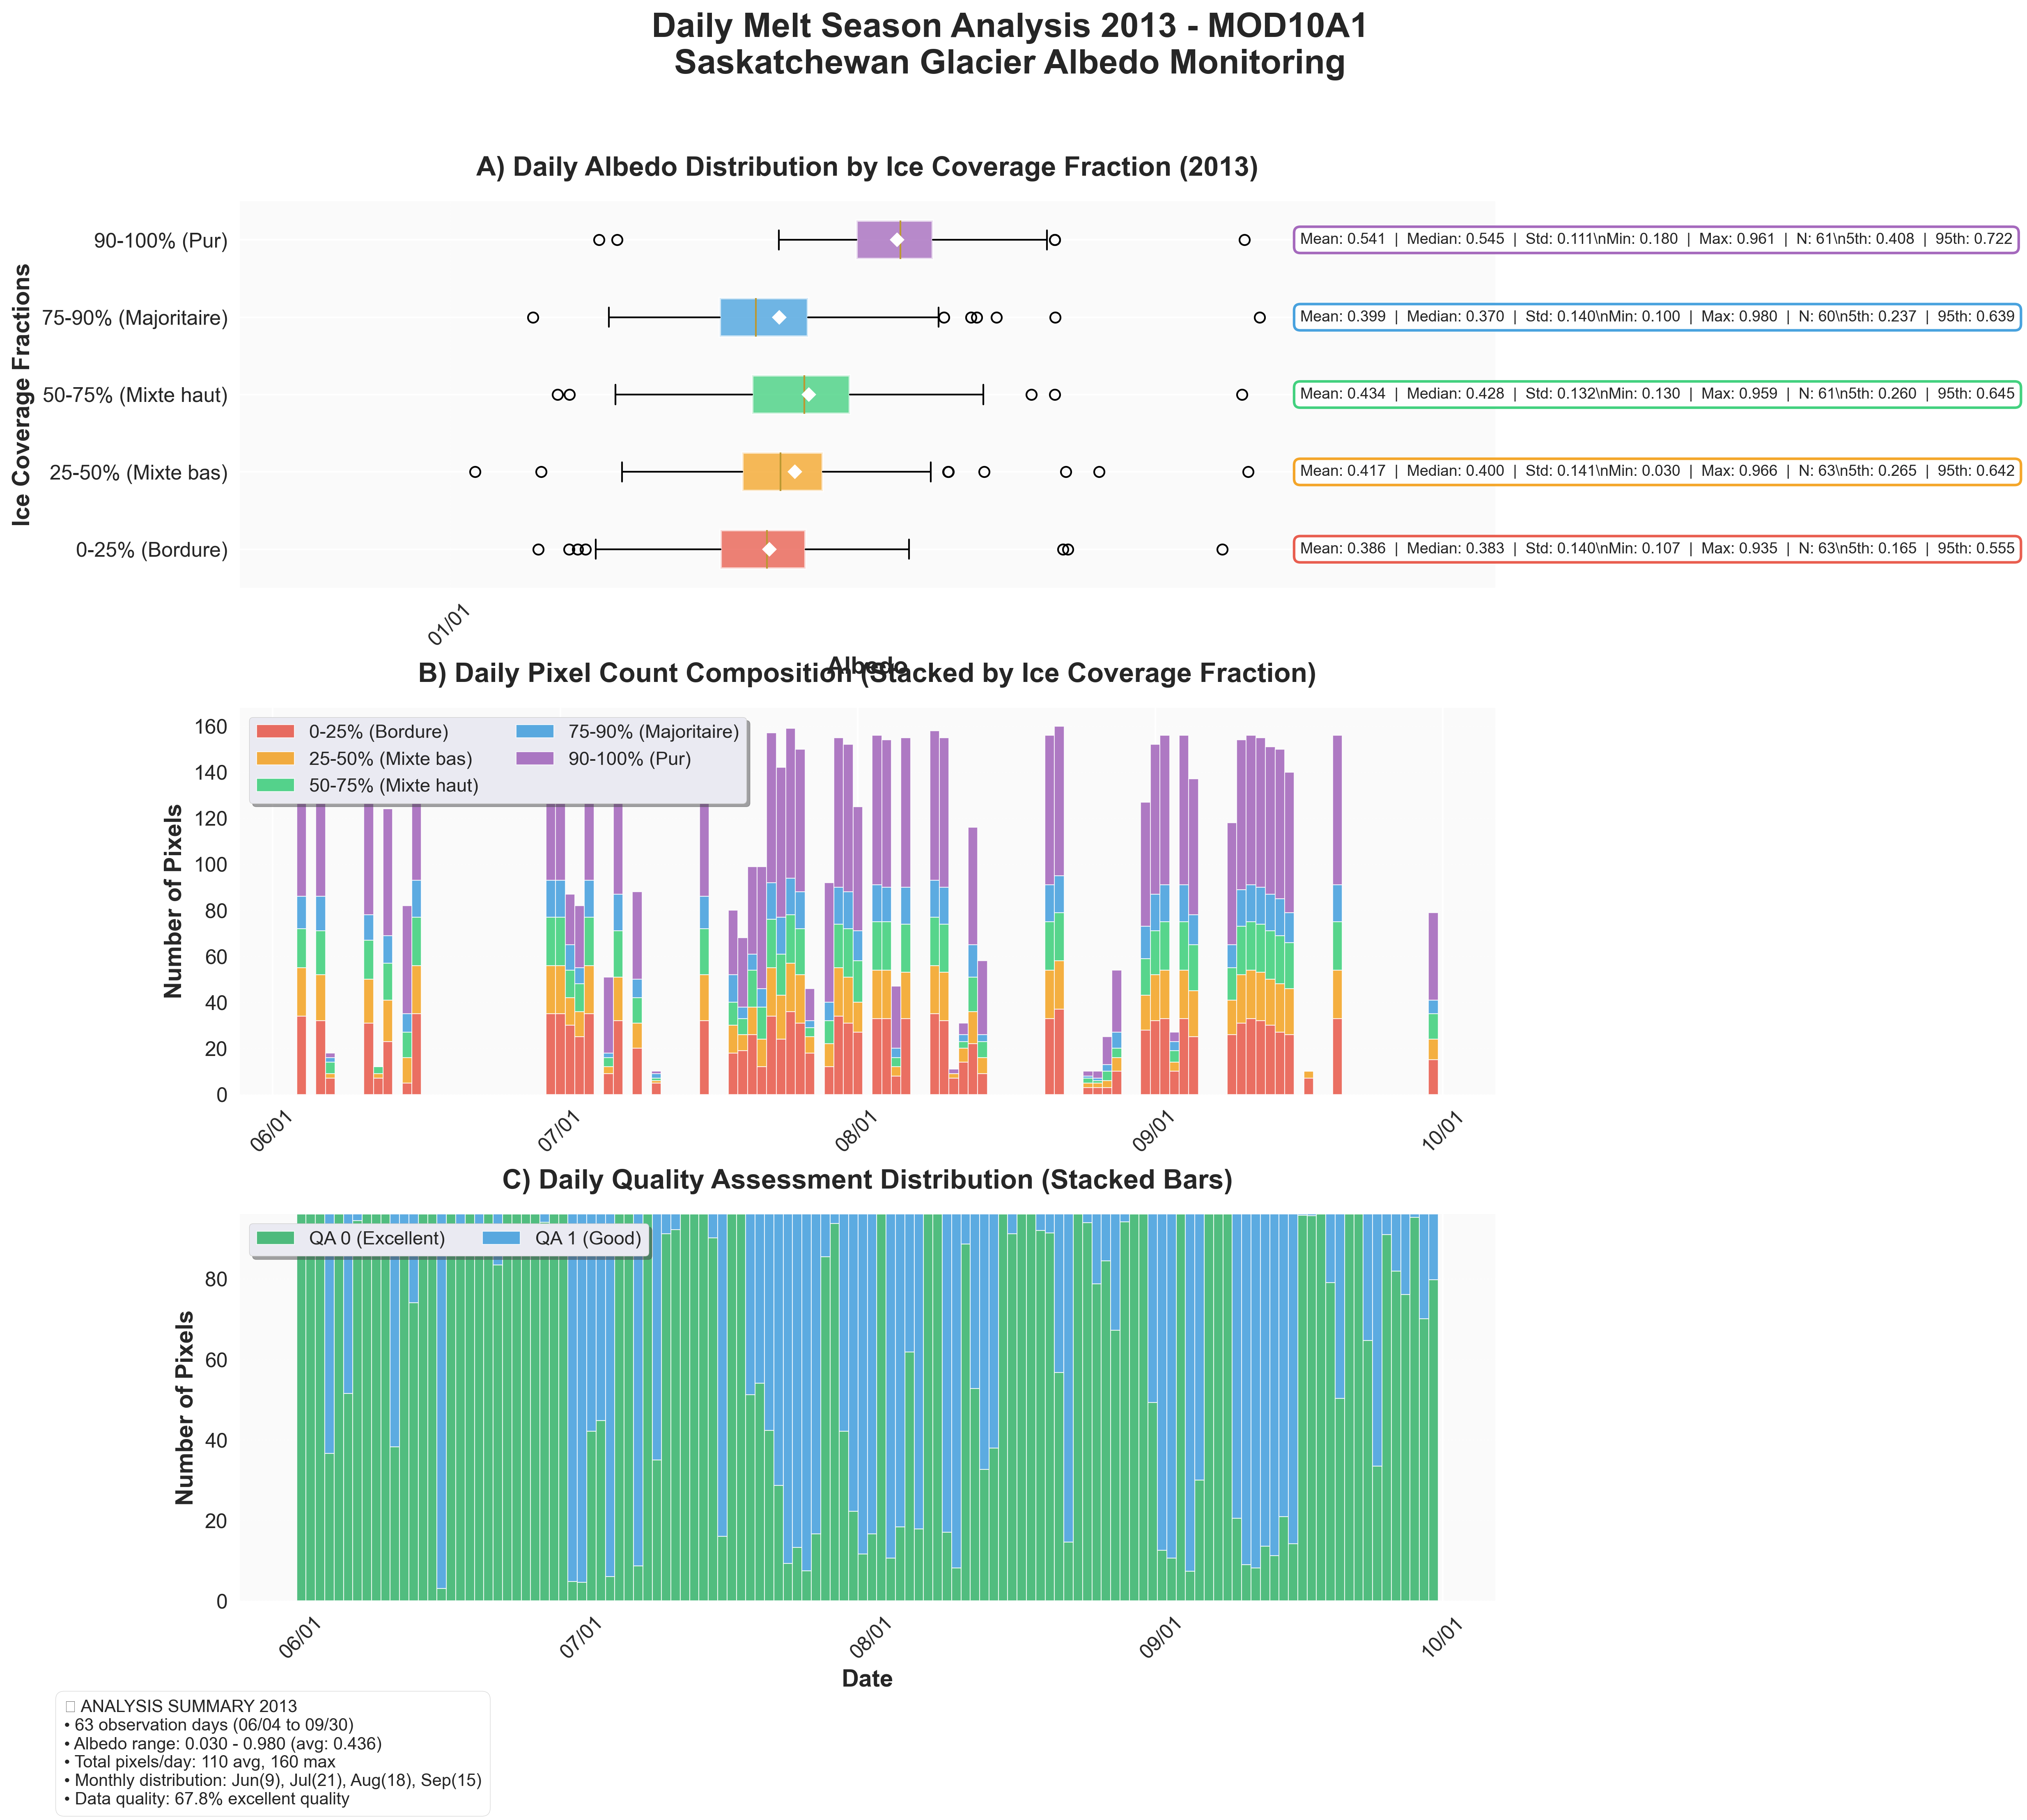 Daily Melt Season Analysis 2013 - MOD10A1
Saskatchewan Glacier Albedo Monitoring
A) Daily Albedo Distribution by Ice Coverage Fraction (2013)
Ice Coverage Fractions
90-100% (Pur)
Mean: 0.541 | Median: 0.545 | Std: 0.111\nMin: 0.180 | Max: 0.961 | N: 61\n5th: 0.408 | 95th: 0.722
75-90% (Majoritaire)
Mean: 0.399 | Median: 0.370 | Std: 0.140\nMin: 0.100 | Max: 0.980 | N: 60\n5th: 0.237 | 95th: 0.639
50-75% (Mixte haut)
Mean: 0.434 | Median: 0.428 | Std: 0.132\nMin: 0.130 | Max: 0.959 | N: 61\n5th: 0.260 | 95th: 0.645
25-50% (Mixte bas)
Mean: 0.417 | Median: 0.400 | Std: 0.141\nMin: 0.030 | Max: 0.966 | N: 63\n5th: 0.265 | 95th: 0.642
0-25% (Bordure)
Mean: 0.386 | Median: 0.383 | Std: 0.140\nMin: 0.107 | Max: 0.935 | N: 63\n5th: 0.165 | 95th: 0.555
01/01
Albedo
B) Daily Pixel Count Composition (Stacked by Ice Coverage Fraction)
Number of Pixels
160
140
120
100
80
60
40
20
0
0-25% (Bordure)
25-50% (Mixte bas)
50-75% (Mixte haut)
75-90% (Majoritaire)
90-100% (Pur)
06/01
07/01
08/01
09/01
10/01
C) Daily Quality Assessment Distribution (Stacked Bars)
Number of Pixels
QA 0 (Excellent)
QA 1 (Good)
80
60
40
20
0
06/01
07/01
08/01
09/01
10/01
Date
ANALYSIS SUMMARY 2013
• 63 observation days (06/04 to 09/30)
• Albedo range: 0.030 - 0.980 (avg: 0.436)
• Total pixels/day: 110 avg, 160 max
• Monthly distribution: Jun(9), Jul(21), Aug(18), Sep(15)
• Data quality: 67.8% excellent quality